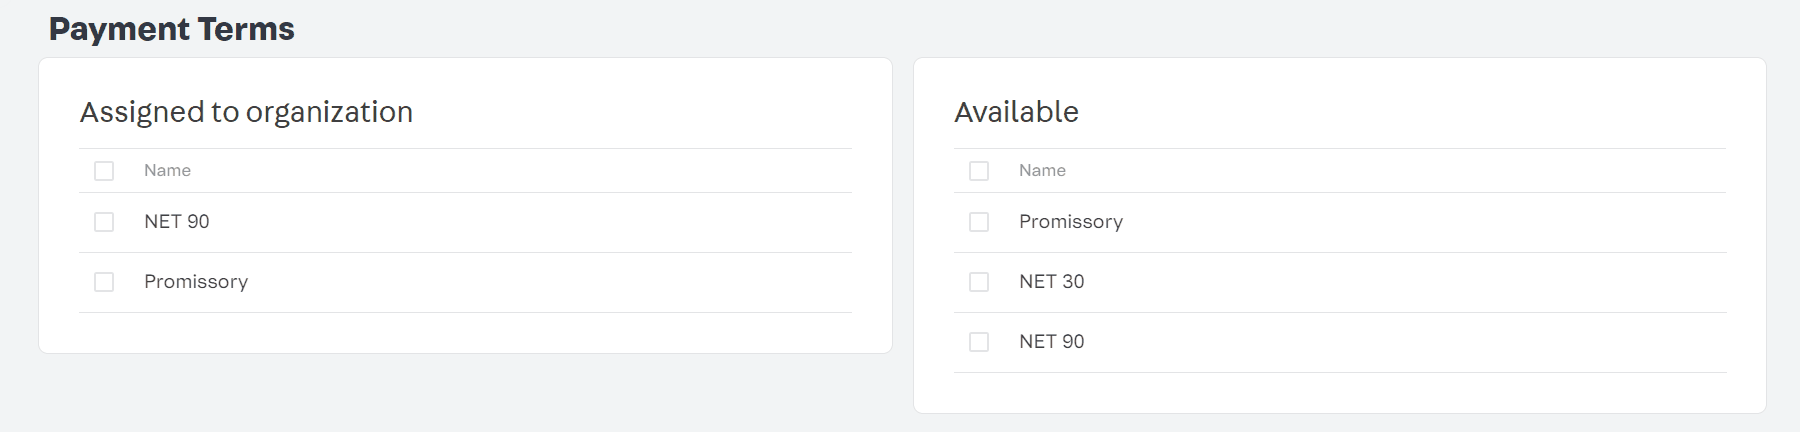 Payment Terms
Assigned to organization
Name
NET 90
Promissory
Available
Name
Promissory
NET 30
NET 90